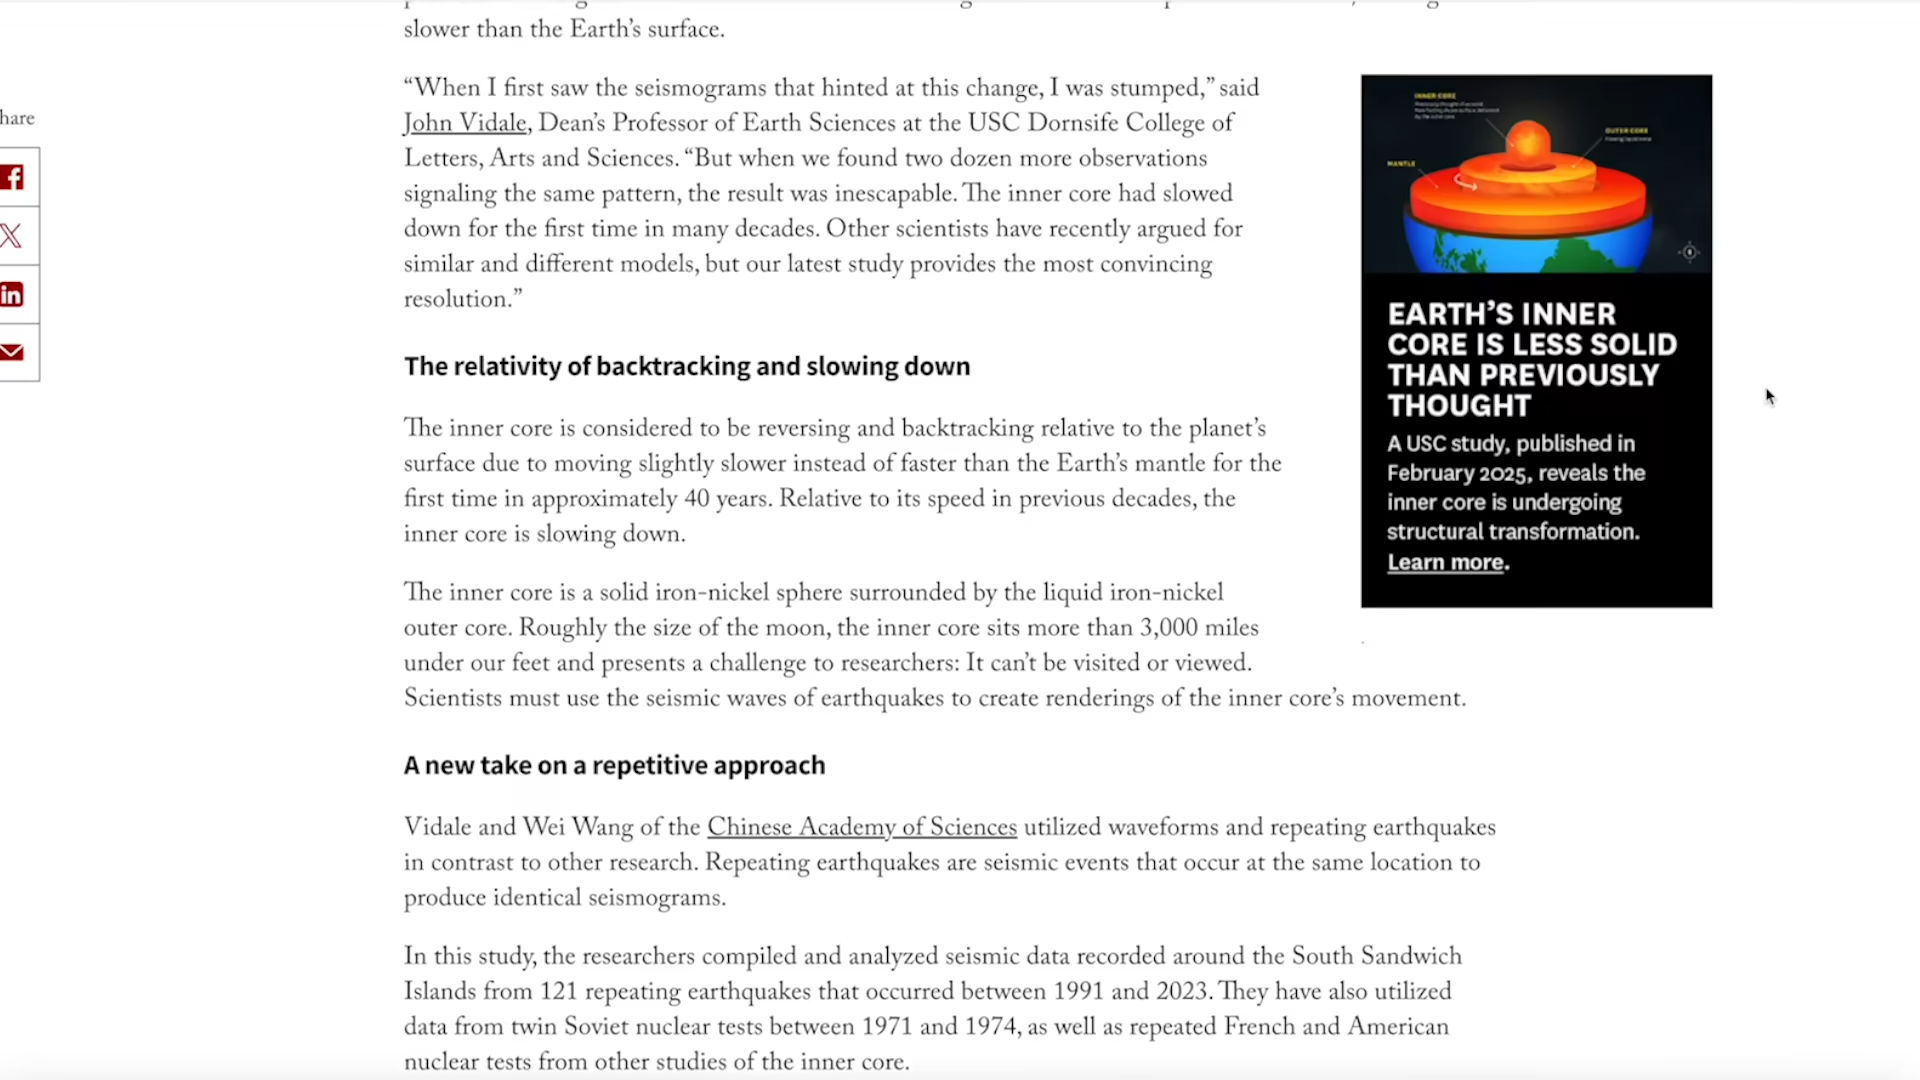 slower than the Earth's surface.
“When I first saw the seismograms that hinted at this change, I was stumped,” said
John Vidale, Dean’s Professor of Earth Sciences at the USC Dornsife College of
Letters, Arts and Sciences. “But when we found two dozen more observations
signaling the same pattern, the result was inescapable. The inner core had slowed
down for the first time in many decades. Other scientists have recently argued for
similar and different models, but our latest study provides the most convincing
resolution.”
The relativity of backtracking and slowing down
The inner core is considered to be reversing and backtracking relative to the planet’s
surface due to moving slightly slower instead of faster than the Earth’s mantle for the
first time in approximately 40 years. Relative to its speed in previous decades, the
inner core is slowing down.
The inner core is a solid iron-nickel sphere surrounded by the liquid iron-nickel
outer core. Roughly the size of the moon, the inner core sits more than 3,000 miles
under our feet and presents a challenge to researchers: It can’t be visited or viewed.
Scientists must use the seismic waves of earthquakes to create renderings of the inner core’s movement.
A new take on a repetitive approach
Vidale and Wei Wang of the Chinese Academy of Sciences utilized waveforms and repeating earthquakes
in contrast to other research. Repeating earthquakes are seismic events that occur at the same location to
produce identical seismograms.
In this study, the researchers compiled and analyzed seismic data recorded around the South Sandwich
Islands from 121 repeating earthquakes that occurred between 1991 and 2023. They have also utilized
data from twin Soviet nuclear tests between 1971 and 1974, as well as repeated French and American
nuclear tests from other studies of the inner core.
hare
INNER CORE
OUTER CORE
MANTLE
EARTH’S INNER
CORE IS LESS SOLID
THAN PREVIOUSLY
THOUGHT
A USC study, published in
February 2025, reveals the
inner core is undergoing
structural transformation.
Learn more.